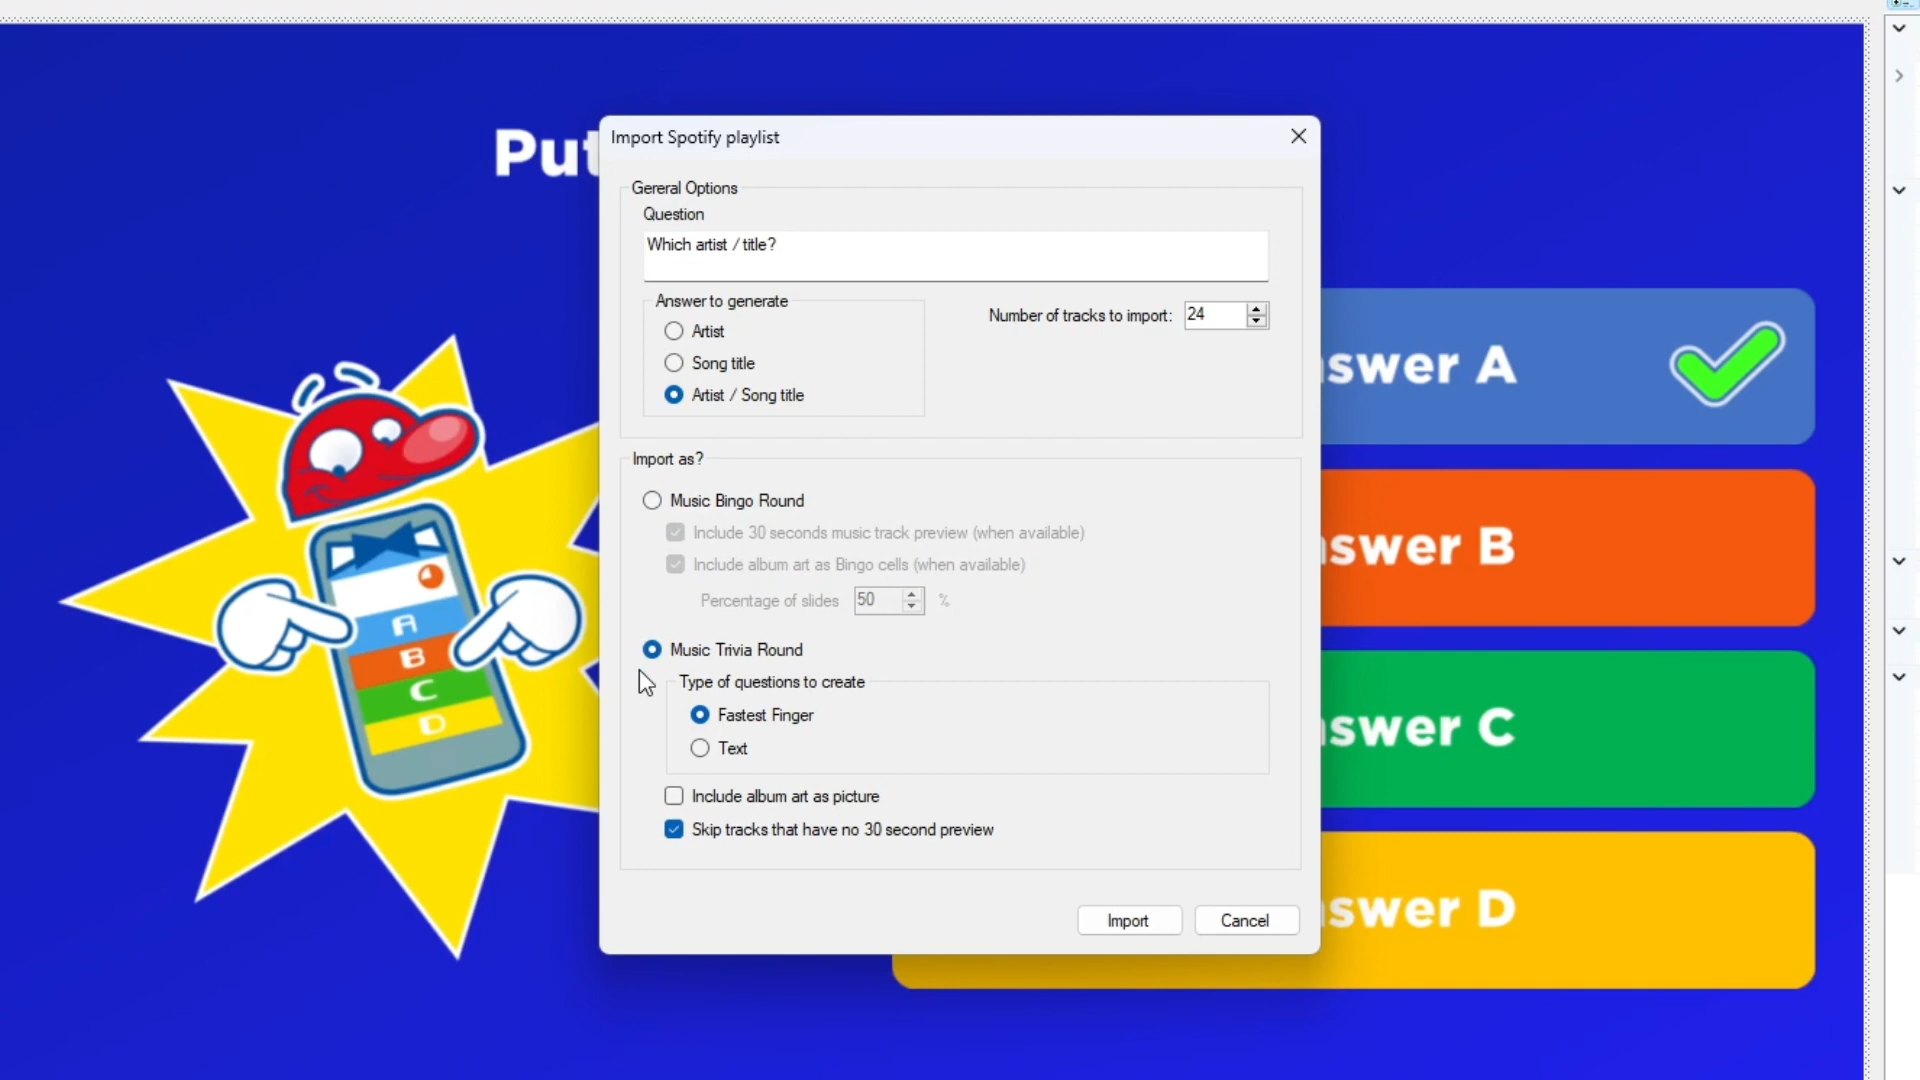 Put
Import Spotify playlist
Gereral Options
Question
Which artist / title?
Answer to generate
Number of tracks to import: 24
Artist
Song title
Artist / Song title
Import as?
Music Bingo Round
Include 30 seconds music track preview (when available)
Include album art as Bingo cells (when available)
Percentage of slides 50 %
Music Trivia Round
Type of questions to create
Fastest Finger
Text
Include album art as picture
Skip tracks that have no 30 second preview
Import Cancel
swer A
swer B
swer C
swer D
A
B
C
D